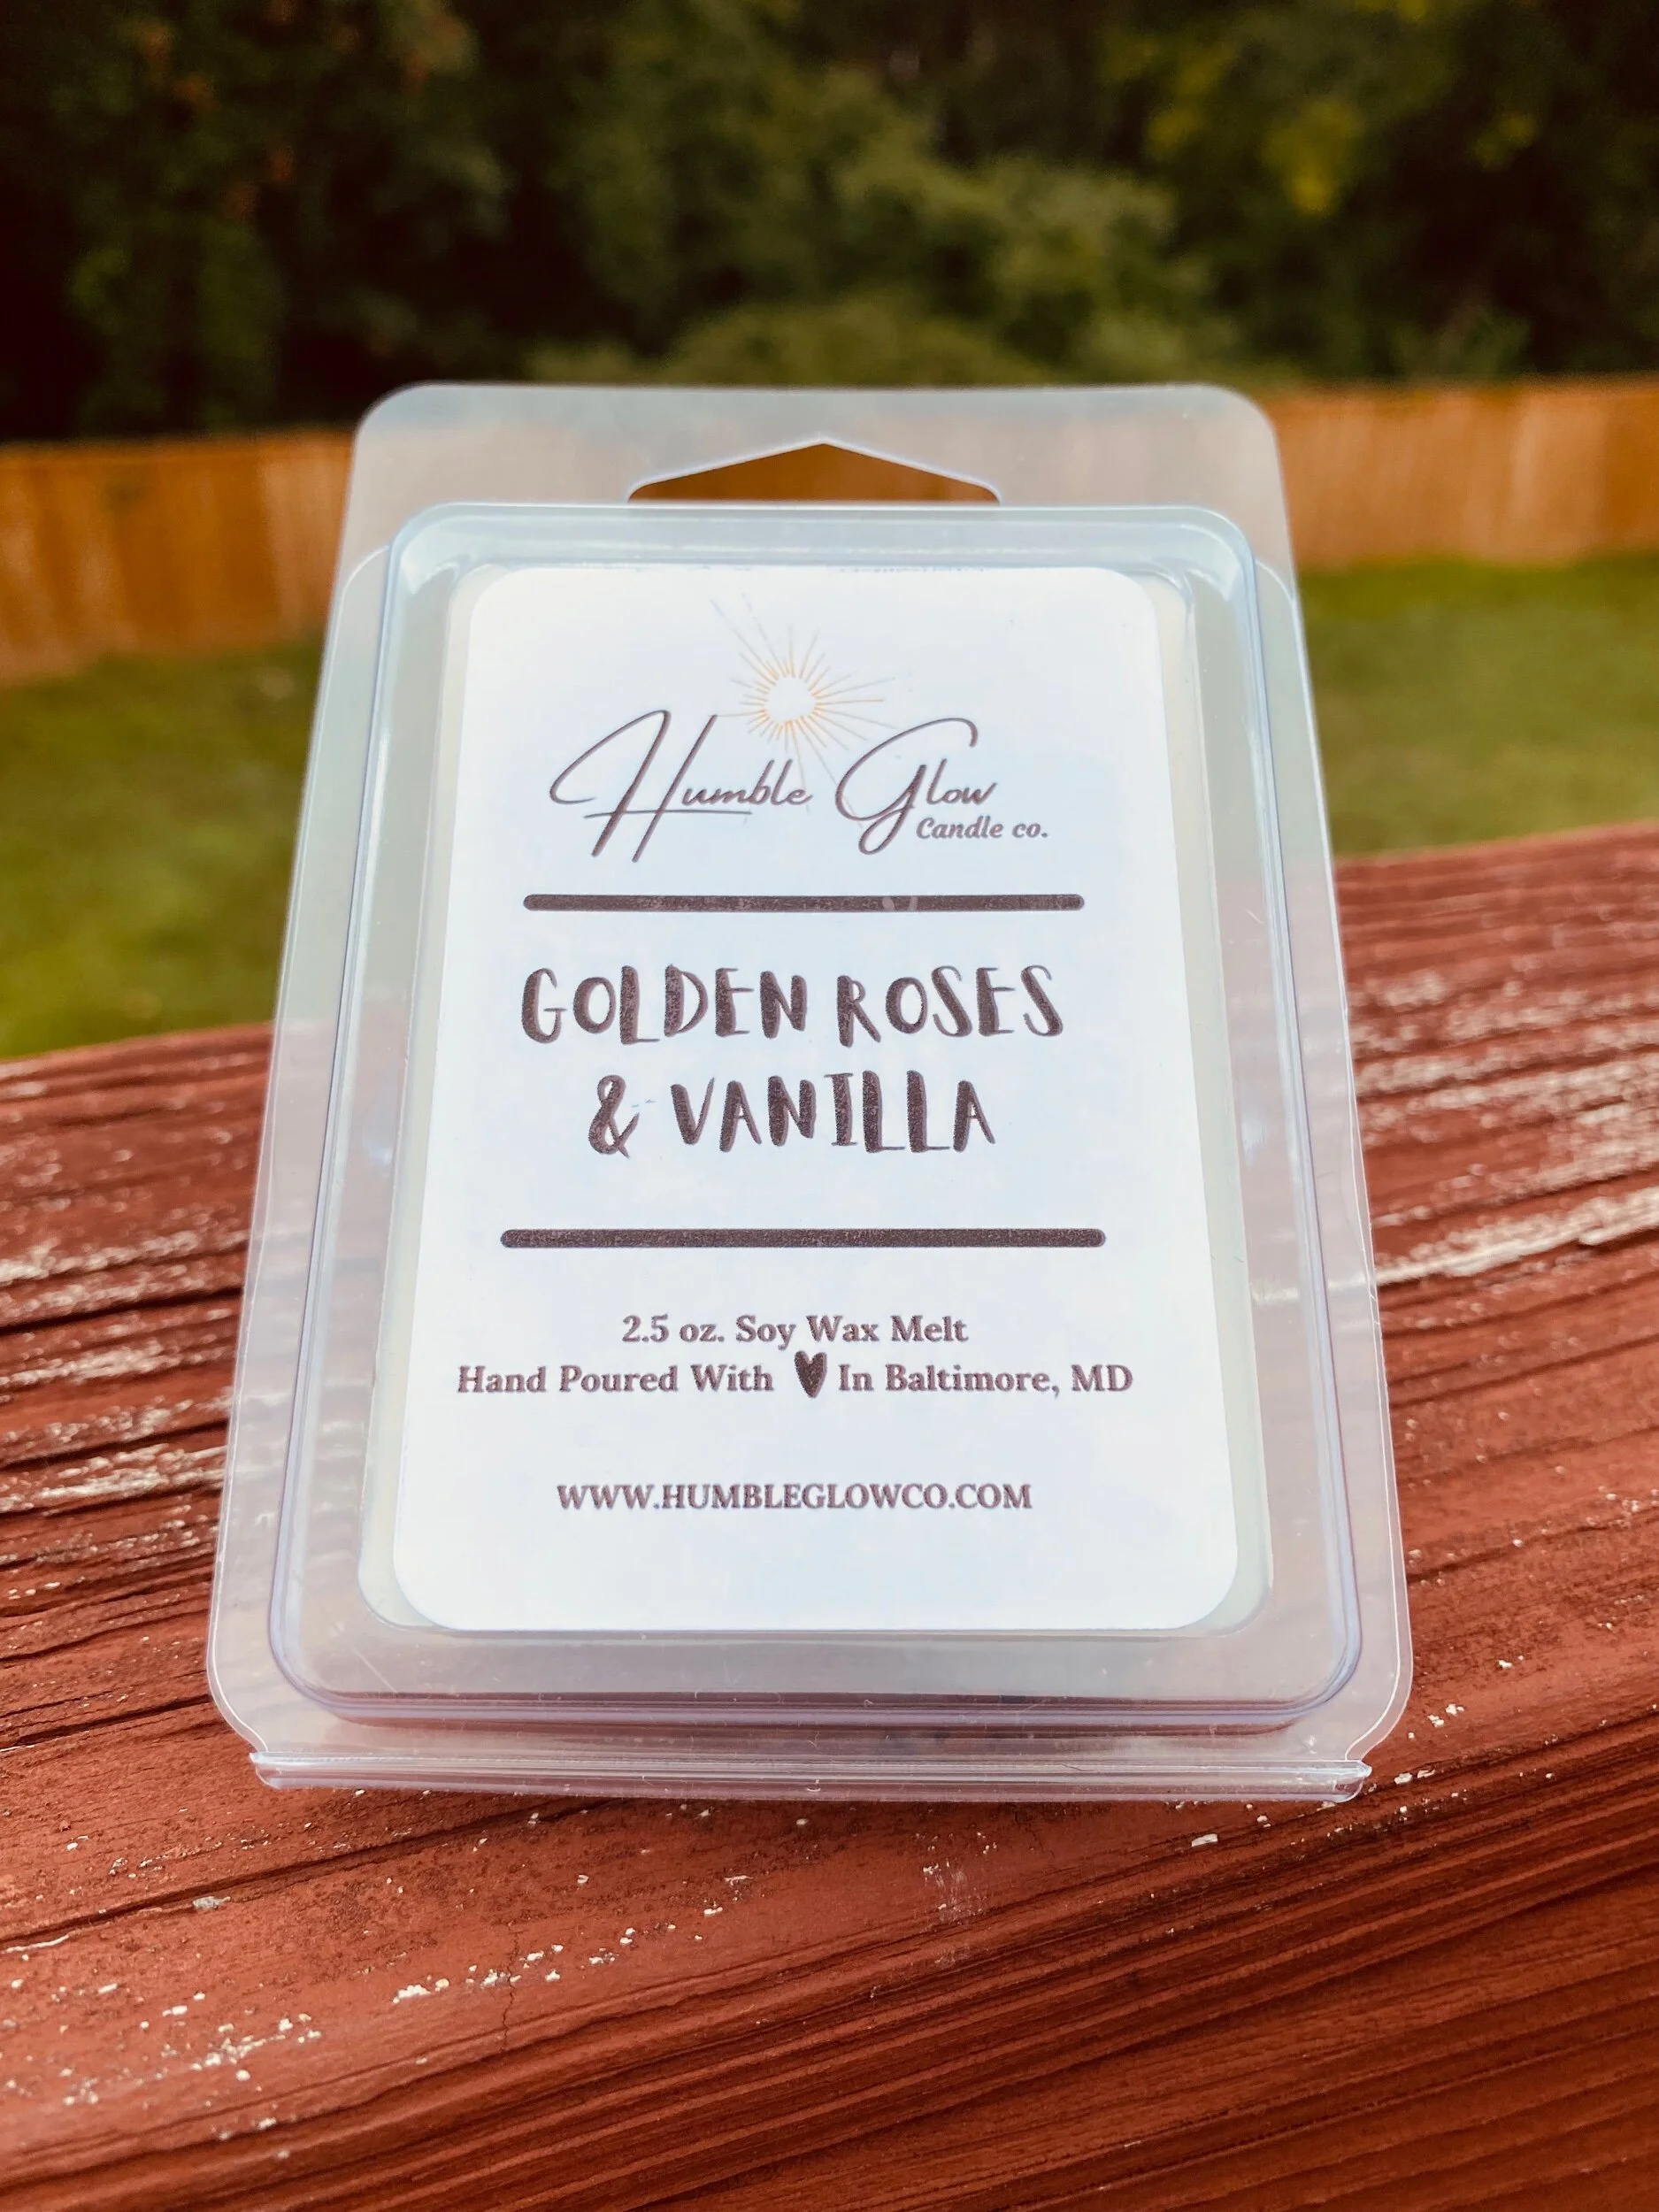 Humble Glow
Candle co.
GOLDEN ROSES
& VANILLA
2.5 oz. Soy Wax Melt
Hand Poured With ♥ In Baltimore, MD
WWW.HUMBLEGLOWCO.COM